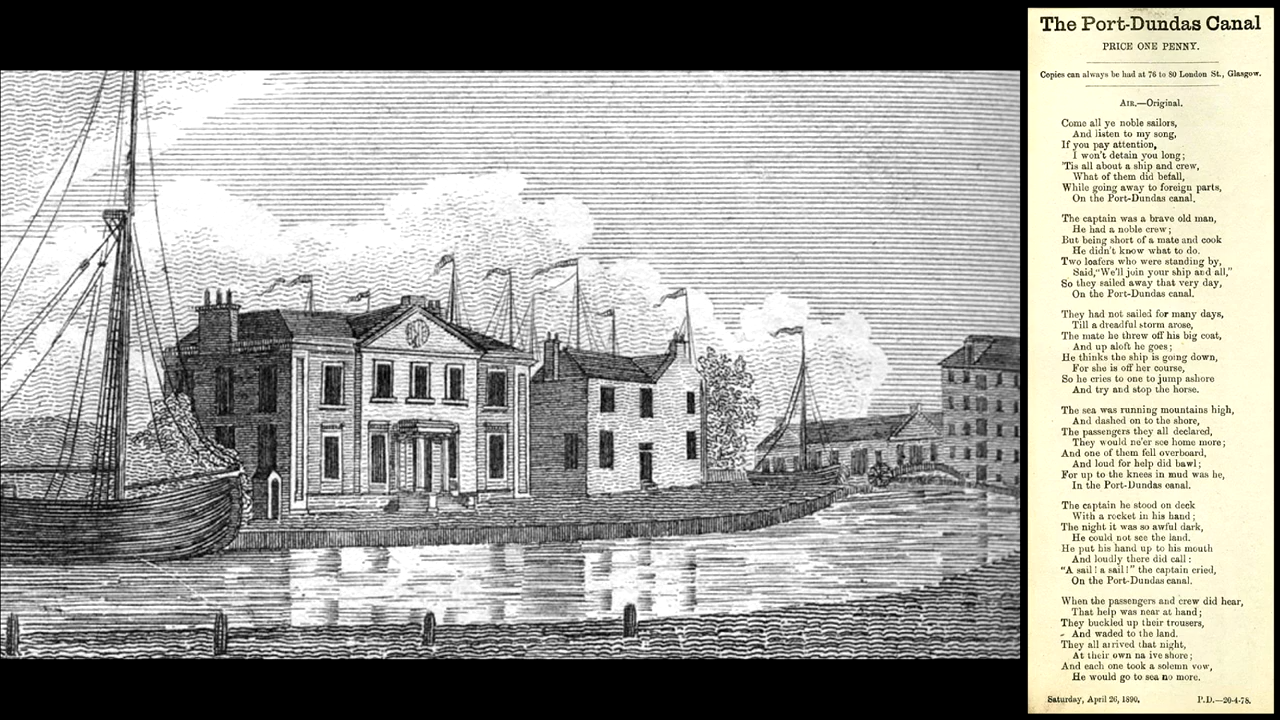 The Port-Dundas Canal
PRICE ONE PENNY.
Copies can always be had at 76 to 80 London St., Glasgow.
AIR.—Original.
Come all ye noble sailors,
And listen to my song,
If you pay attention,
I won't detain you long;
'Tis all about a ship and crew,
What of them did befall,
While going away to foreign parts,
On the Port-Dundas canal.
The captain was a brave old man,
He had a noble crew;
But being short of a mate and cook
He didn't know what to do.
Two loafers who were standing by,
Said, "We'll join your ship and all,"
So they sailed away that very day,
On the Port-Dundas canal.
They had not sailed for many days,
Till a dreadful storm arose,
The mate he threw off his big coat,
And up aloft he goes;
He thinks the ship is going down,
For she is off her course,
So he cries to one to jump ashore
And try and stop the horse.
The sea was running mountains high,
And dashed on to the shore,
The passengers they all declared,
They would ne'er see home more;
And one of them fell overboard,
And loud for help did bawl;
For up to the knees in mud was he,
In the Port-Dundas canal.
The captain he stood on deck
With a rocket in his hand;
The night it was so awful dark,
He could not see the land.
He put his hand up to his mouth
And loudly there did call:
"A sail! a sail!" the captain cried,
On the Port-Dundas canal.
When the passengers and crew did hear,
That help was near at hand;
They buckled up their trousers,
And waded to the land.
They all arrived that night,
At their own na ive shore;
And each one took a solemn vow,
He would go to sea no more.
Saturday, April 26, 1890. P.D.—20-4-78.